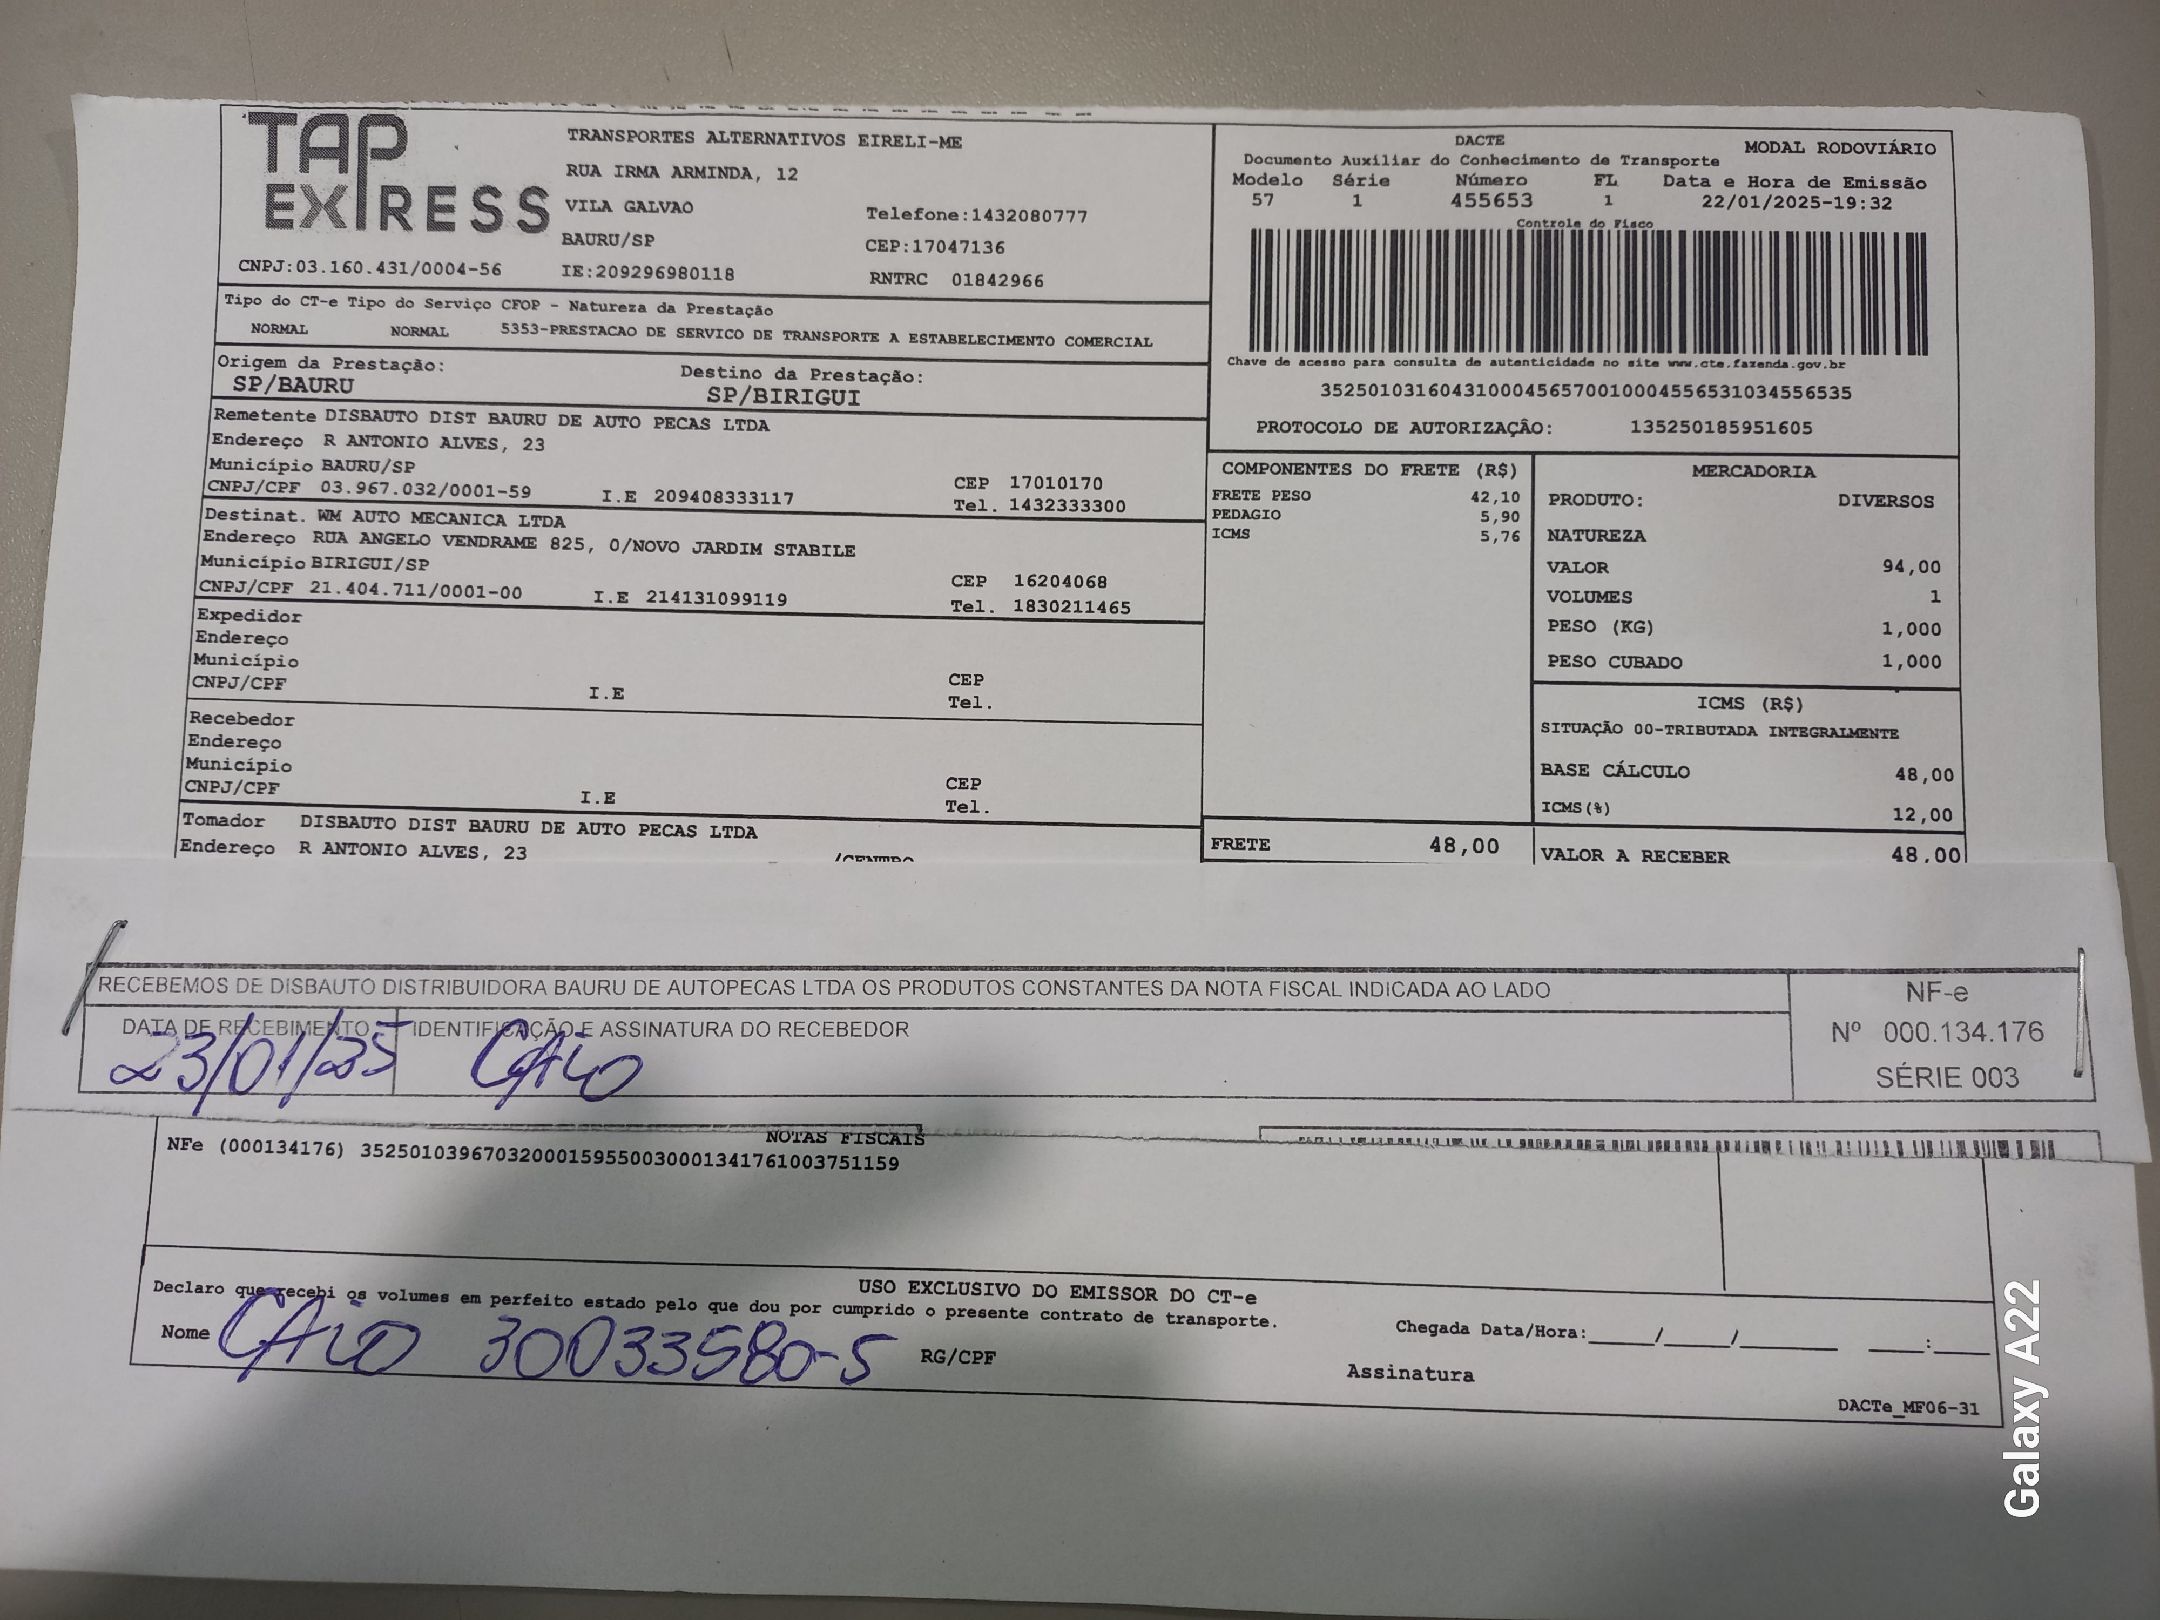 TAP EXPRESS
TRANSPORTES ALTERNATIVOS EIRELI-ME
RUA IRMA ARMINDA, 12
VILA GALVAO
Telefone:1432080777
BAURU/SP
CEP:17047136
CNPJ:03.160.431/0004-56 IE:209296980118 RNTRC 01842966
DACTE
MODAL RODOVIÁRIO
Documento Auxiliar do Conhecimento de Transporte
Modelo Série Número FL Data e Hora de Emissão
57 1 455653 1 22/01/2025-19:32
Controle do Fisco
Chave de acesso para consulta de autenticidade no site www.cte.fazenda.gov.br
35250103160431000456570010004556531034556535
PROTOCOLO DE AUTORIZAÇÂO: 135250185951605
Tipo do CT-e Tipo do Serviço CFOP - Natureza da Prestação
NORMAL NORMAL 5353-PRESTACAO DE SERVICO DE TRANSPORTE A ESTABELECIMENTO COMERCIAL
Origem da Prestação: Destino da Prestação:
SP/BAURU SP/BIRIGUI
Remetente DISBAUTO DIST BAURU DE AUTO PECAS LTDA
Endereço R ANTONIO ALVES, 23
Município BAURU/SP CEP 17010170
CNPJ/CPF 03.967.032/0001-59 I.E 209408333117 Tel. 1432333300
Destinat. WM AUTO MECANICA LTDA
Endereço RUA ANGELO VENDRAME 825, 0/NOVO JARDIM STABILE
Município BIRIGUI/SP CEP 16204068
CNPJ/CPF 21.404.711/0001-00 I.E 214131099119 Tel. 1830211465
Expedidor
Endereço
Município CEP
CNPJ/CPF I.E Tel.
Recebedor
Endereço
Município CEP
CNPJ/CPF I.E Tel.
Tomador DISBAUTO DIST BAURU DE AUTO PECAS LTDA
Endereço R ANTONIO ALVES, 23 /CENTRO
COMPONENTES DO FRETE (R$)
FRETE PESO 42,10
PEDAGIO 5,90
ICMS 5,76
FRETE 48,00
MERCADORIA
PRODUTO: DIVERSOS
NATUREZA
VALOR 94,00
VOLUMES 1
PESO (KG) 1,000
PESO CUBADO 1,000
ICMS (R$)
SITUAÇÃO 00-TRIBUTADA INTEGRALMENTE
BASE CÁLCULO 48,00
ICMS(%) 12,00
VALOR A RECEBER 48,00
RECEBEMOS DE DISBAUTO DISTRIBUIDORA BAURU DE AUTOPECAS LTDA OS PRODUTOS CONSTANTES DA NOTA FISCAL INDICADA AO LADO
DATA DE RECEBIMENTO IDENTIFICAÇÃO E ASSINATURA DO RECEBEDOR
23/01/25 CAIO
NF-e
Nº 000.134.176
SÉRIE 003
NOTAS FISCAIS
NFe (000134176) 35250103967032000159550030001341761003751159
USO EXCLUSIVO DO EMISSOR DO CT-e
Declaro que recebi os volumes em perfeito estado pelo que dou por cumprido o presente contrato de transporte.
Nome CAIO 30033580-5 RG/CPF
Chegada Data/Hora:____/____/____ ___:___
Assinatura
DACTe_MF06-31
Galaxy A22